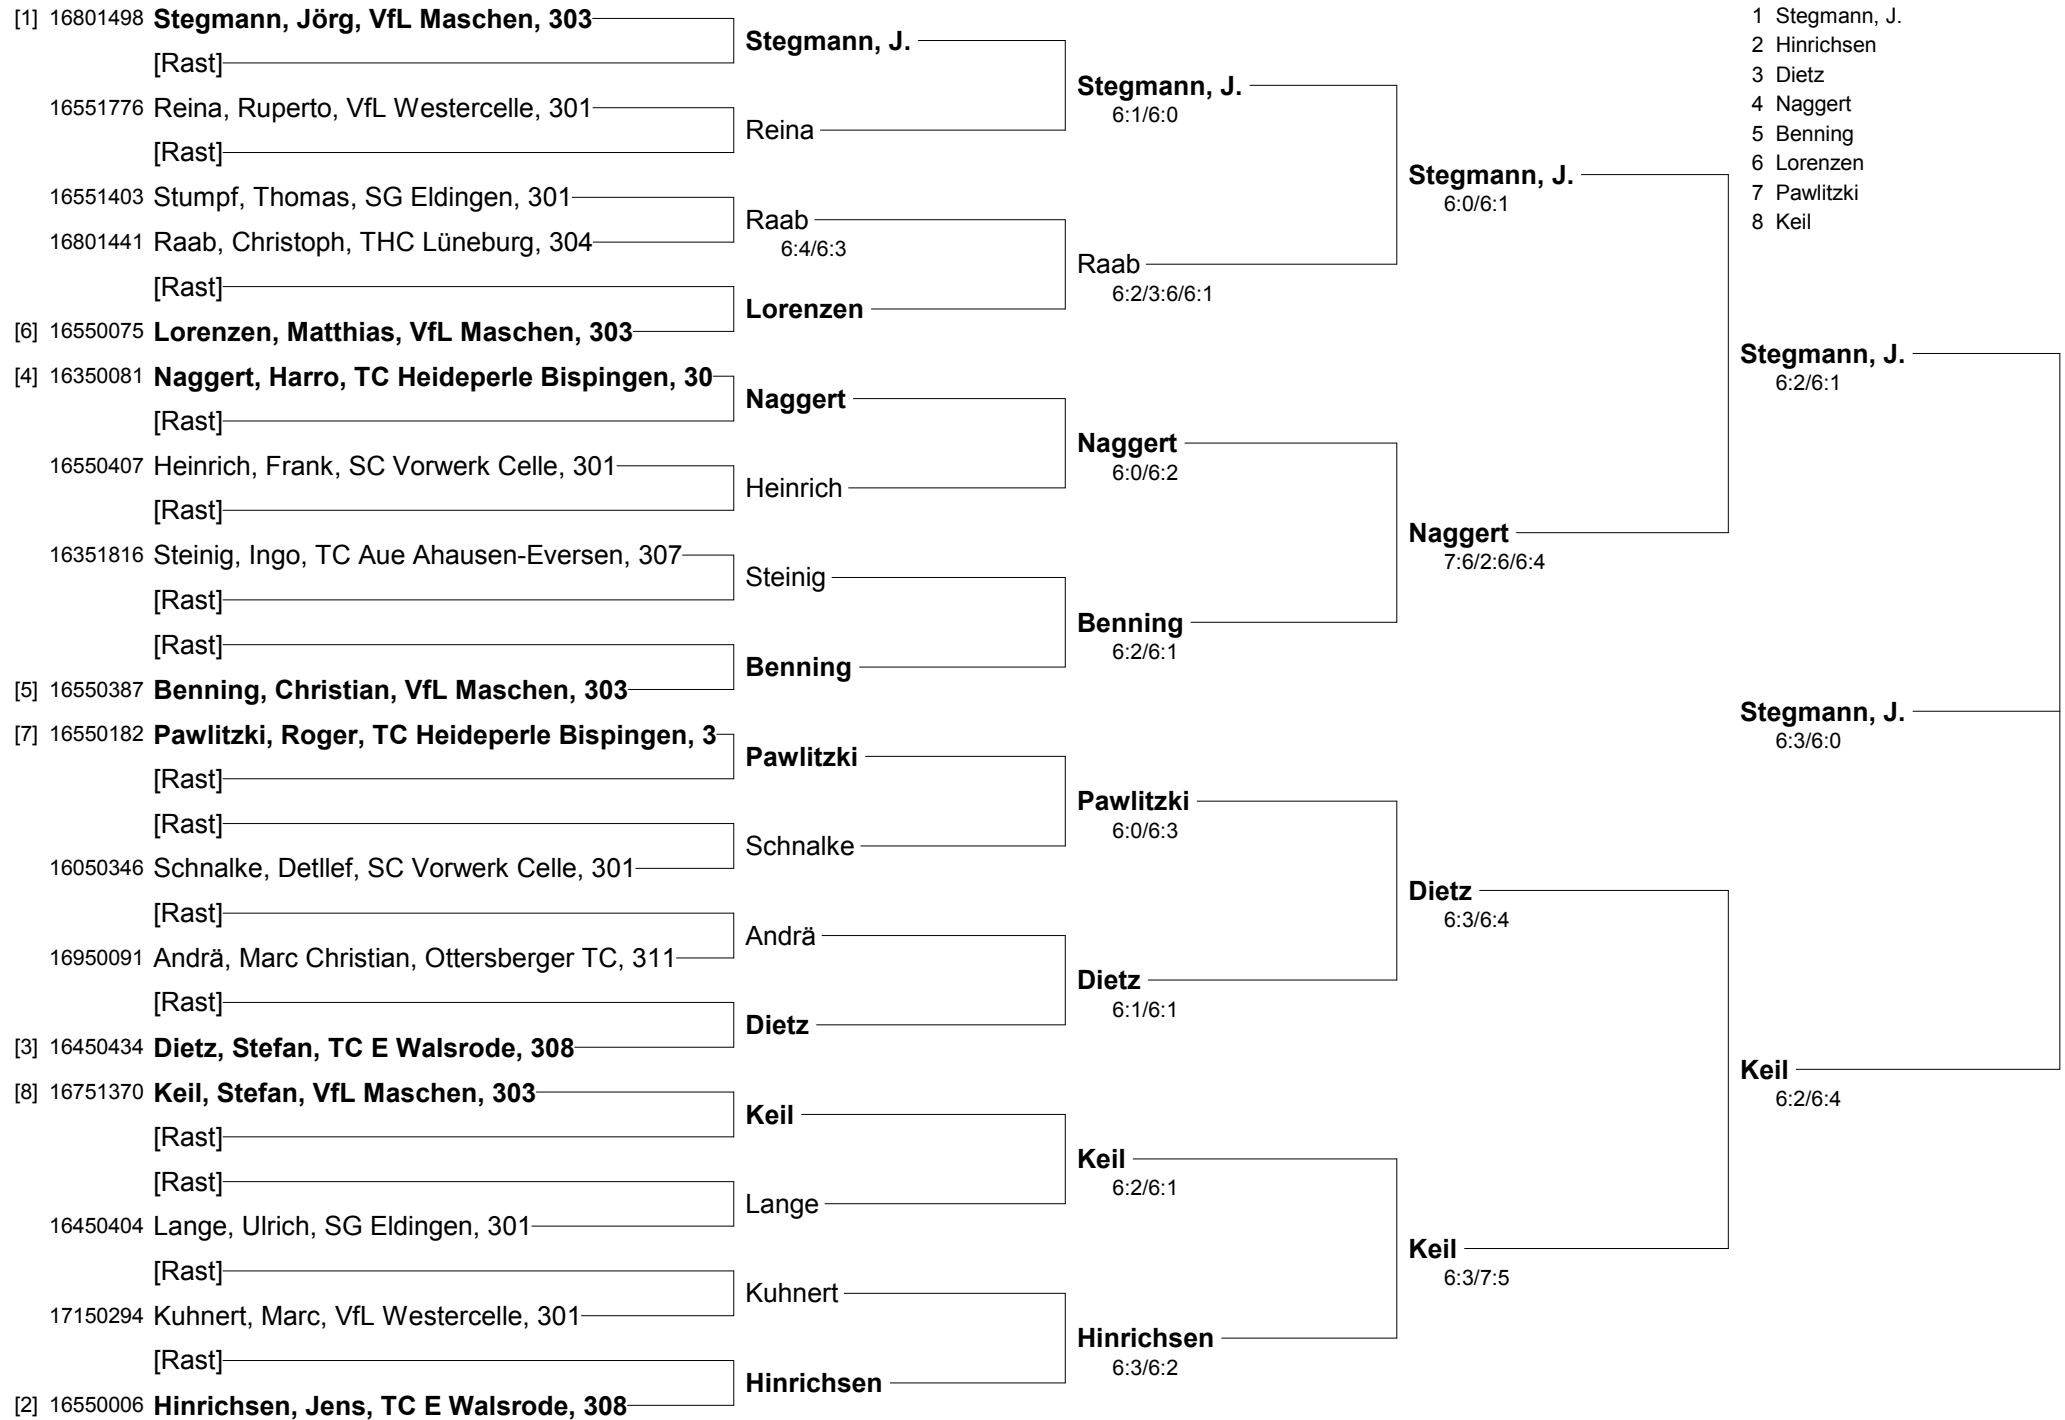 [1] 16801498 Stegmann, Jörg, VfL Maschen, 303
[Rast]
16551776 Reina, Ruperto, VfL Westercelle, 301
[Rast]
16551403 Stumpf, Thomas, SG Eldingen, 301
16801441 Raab, Christoph, THC Lüneburg, 304
[Rast]
[6] 16550075 Lorenzen, Matthias, VfL Maschen, 303
[4] 16350081 Naggert, Harro, TC Heideperle Bispingen, 30
[Rast]
16550407 Heinrich, Frank, SC Vorwerk Celle, 301
[Rast]
16351816 Steinig, Ingo, TC Aue Ahausen-Eversen, 307
[Rast]
[Rast]
[5] 16550387 Benning, Christian, VfL Maschen, 303
[7] 16550182 Pawlitzki, Roger, TC Heideperle Bispingen, 3
[Rast]
[Rast]
16050346 Schnalke, Detllef, SC Vorwerk Celle, 301
[Rast]
16950091 Andrä, Marc Christian, Ottersberger TC, 311
[Rast]
[3] 16450434 Dietz, Stefan, TC E Walsrode, 308
[8] 16751370 Keil, Stefan, VfL Maschen, 303
[Rast]
[Rast]
16450404 Lange, Ulrich, SG Eldingen, 301
[Rast]
17150294 Kuhnert, Marc, VfL Westercelle, 301
[Rast]
[2] 16550006 Hinrichsen, Jens, TC E Walsrode, 308
Stegmann, J.
Reina
Raab
6:4/6:3
Lorenzen
Naggert
Heinrich
Steinig
Benning
Pawlitzki
Schnalke
Andrä
Dietz
Keil
Lange
Kuhnert
Hinrichsen
Stegmann, J.
6:1/6:0
Raab
6:2/3:6/6:1
Naggert
6:0/6:2
Benning
6:2/6:1
Pawlitzki
6:0/6:3
Dietz
6:1/6:1
Keil
6:2/6:1
Hinrichsen
6:3/6:2
Stegmann, J.
6:0/6:1
Naggert
7:6/2:6/6:4
Dietz
6:3/6:4
Keil
6:3/7:5
1 Stegmann, J.
2 Hinrichsen
3 Dietz
4 Naggert
5 Benning
6 Lorenzen
7 Pawlitzki
8 Keil
Stegmann, J.
6:2/6:1
Stegmann, J.
6:3/6:0
Keil
6:2/6:4